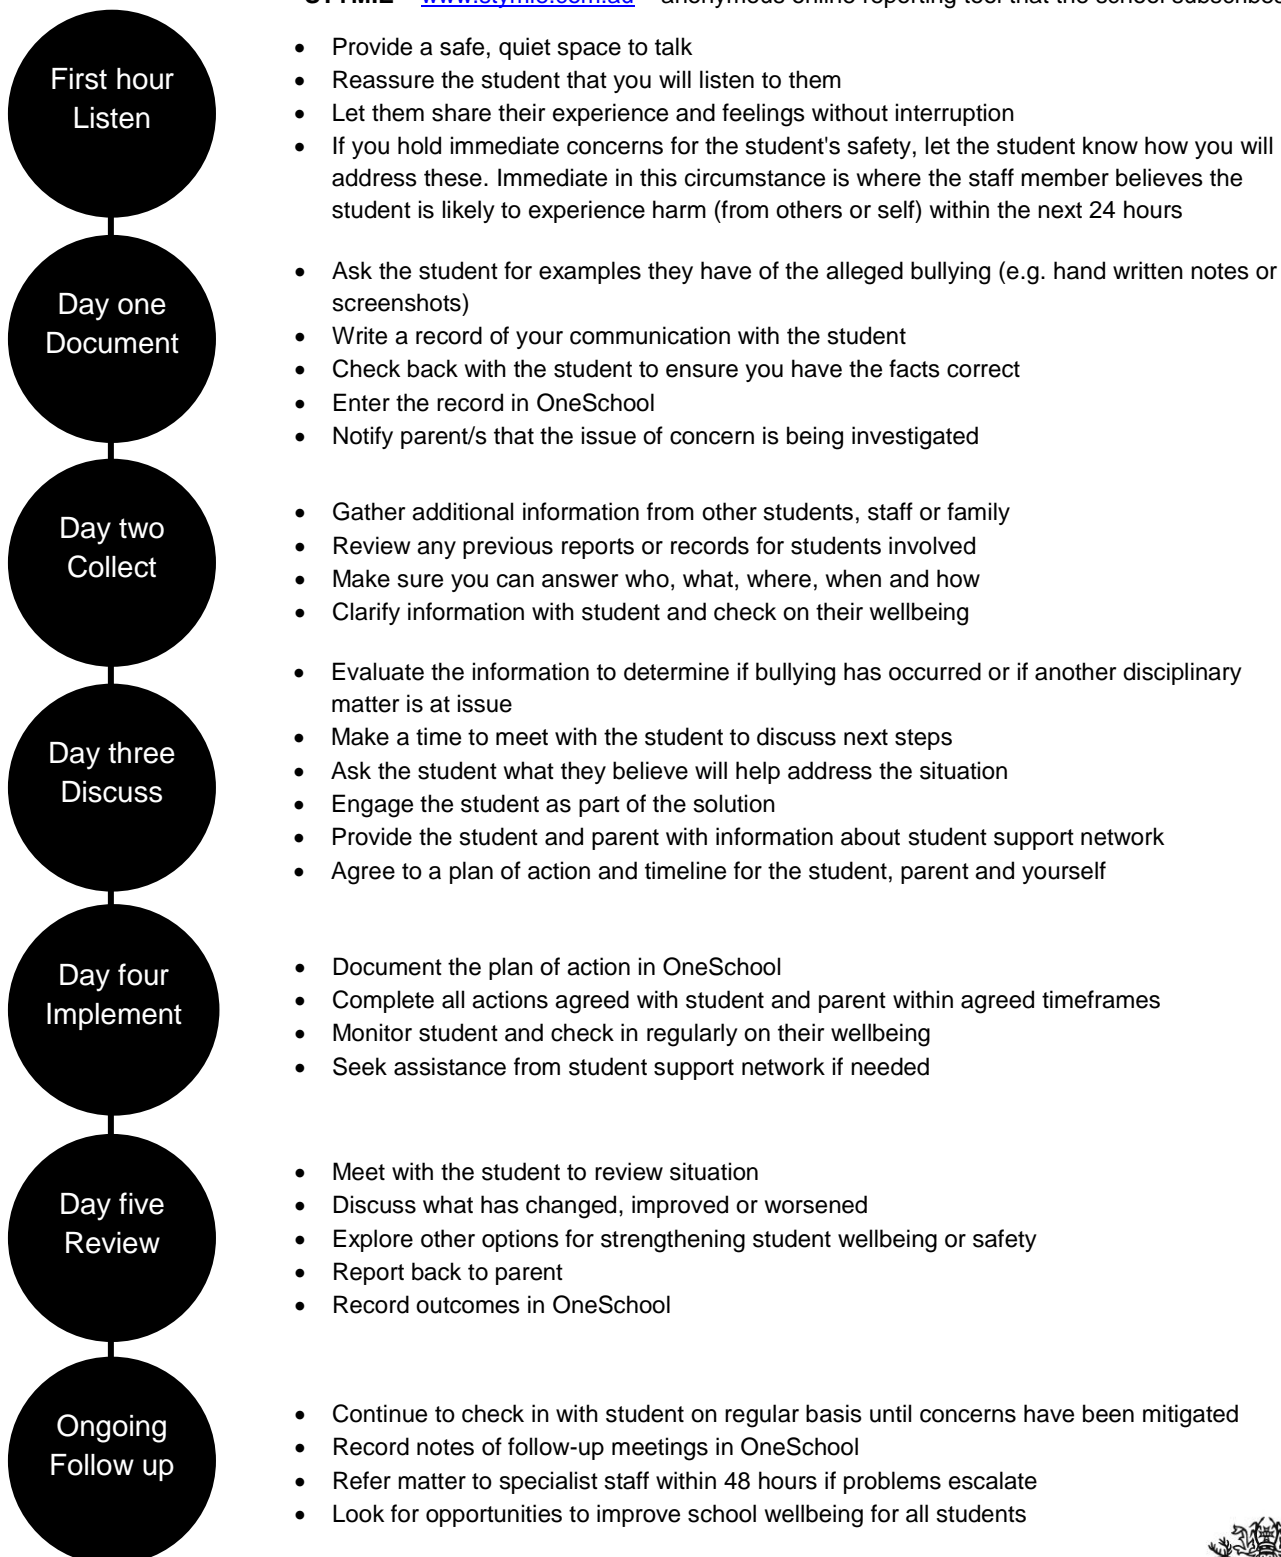 www.stymie.com.au – anonymous online reporting tool that the school subscribes
First hour
Listen
• Provide a safe, quiet space to talk
• Reassure the student that you will listen to them
• Let them share their experience and feelings without interruption
• If you hold immediate concerns for the student's safety, let the student know how you will
address these. Immediate in this circumstance is where the staff member believes the
student is likely to experience harm (from others or self) within the next 24 hours
Day one
Document
• Ask the student for examples they have of the alleged bullying (e.g. hand written notes or
screenshots)
• Write a record of your communication with the student
• Check back with the student to ensure you have the facts correct
• Enter the record in OneSchool
• Notify parent/s that the issue of concern is being investigated
Day two
Collect
• Gather additional information from other students, staff or family
• Review any previous reports or records for students involved
• Make sure you can answer who, what, where, when and how
• Clarify information with student and check on their wellbeing
Day three
Discuss
• Evaluate the information to determine if bullying has occurred or if another disciplinary
matter is at issue
• Make a time to meet with the student to discuss next steps
• Ask the student what they believe will help address the situation
• Engage the student as part of the solution
• Provide the student and parent with information about student support network
• Agree to a plan of action and timeline for the student, parent and yourself
Day four
Implement
• Document the plan of action in OneSchool
• Complete all actions agreed with student and parent within agreed timeframes
• Monitor student and check in regularly on their wellbeing
• Seek assistance from student support network if needed
Day five
Review
• Meet with the student to review situation
• Discuss what has changed, improved or worsened
• Explore other options for strengthening student wellbeing or safety
• Report back to parent
• Record outcomes in OneSchool
Ongoing
Follow up
• Continue to check in with student on regular basis until concerns have been mitigated
• Record notes of follow-up meetings in OneSchool
• Refer matter to specialist staff within 48 hours if problems escalate
• Look for opportunities to improve school wellbeing for all students